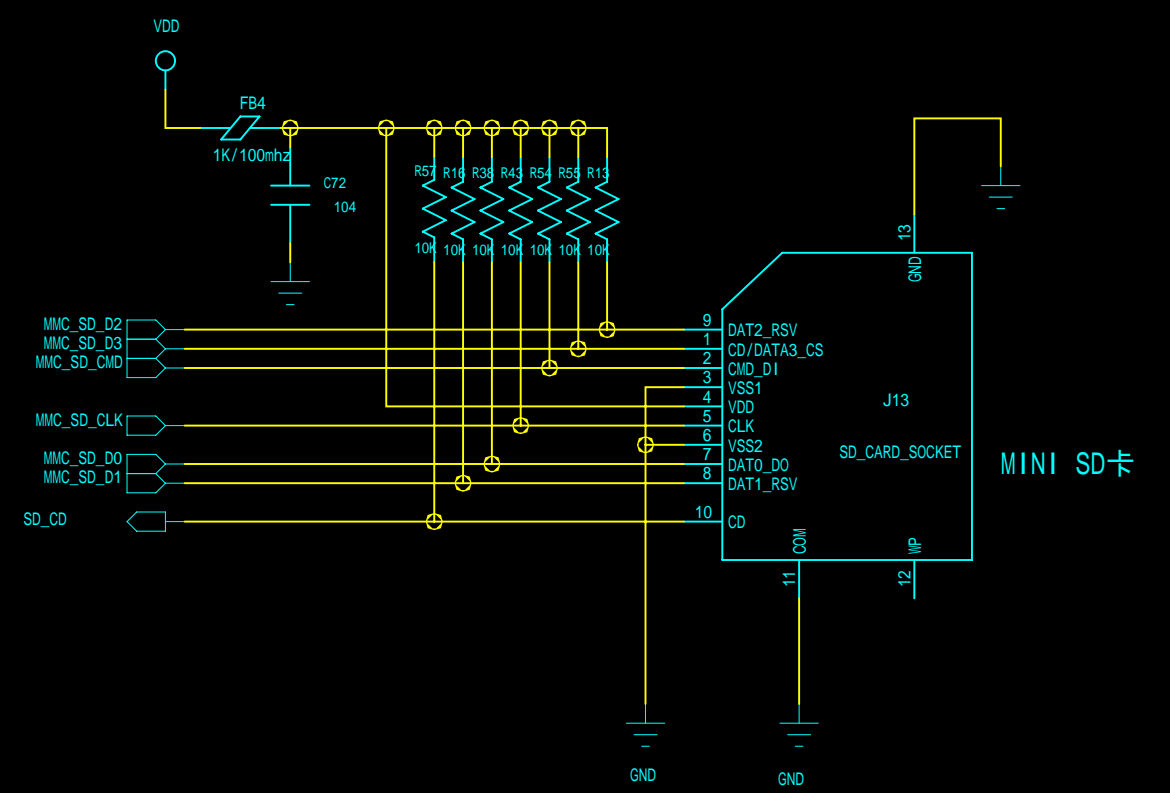 VDD
FB4
1K/100mhz
C72
104
R57 R16 R38 R43 R54 R55 R13
10K 10K 10K 10K 10K 10K 10K
13
GND
MMC_SD_D2
MMC_SD_D3
MMC_SD_CMD
MMC_SD_CLK
MMC_SD_D0
MMC_SD_D1
SD_CD
9 DAT2_RSV
1 CD/DATA3_CS
2 CMD_DI
3 VSS1
4 VDD
5 CLK
6 VSS2
7 DAT0_DO
8 DAT1_RSV
10 CD
J13
SD_CARD_SOCKET
MINI SD卡
COM
11
WP
12
GND
GND